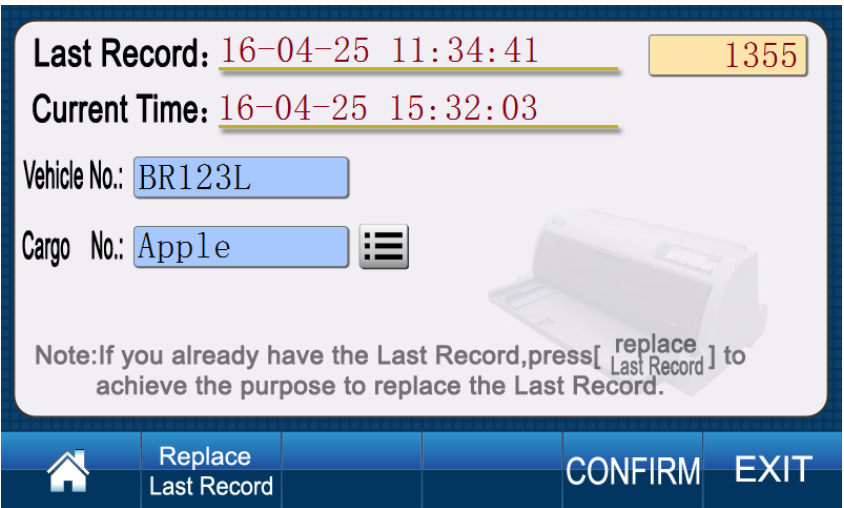 Last Record: 16-04-25 11:34:41
1355
Current Time: 16-04-25 15:32:03
Vehicle No.: BR123L
Cargo No.: Apple
Note:If you already have the Last Record,press[ replace Last Record ] to
achieve the purpose to replace the Last Record.
Replace
Last Record
CONFIRM
EXIT